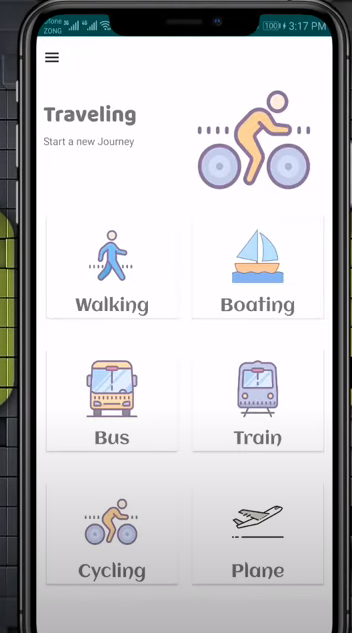 ZONG
100 3:17 PM
Traveling
Start a new Journey
Walking
Boating
Bus
Train
Cycling
Plane